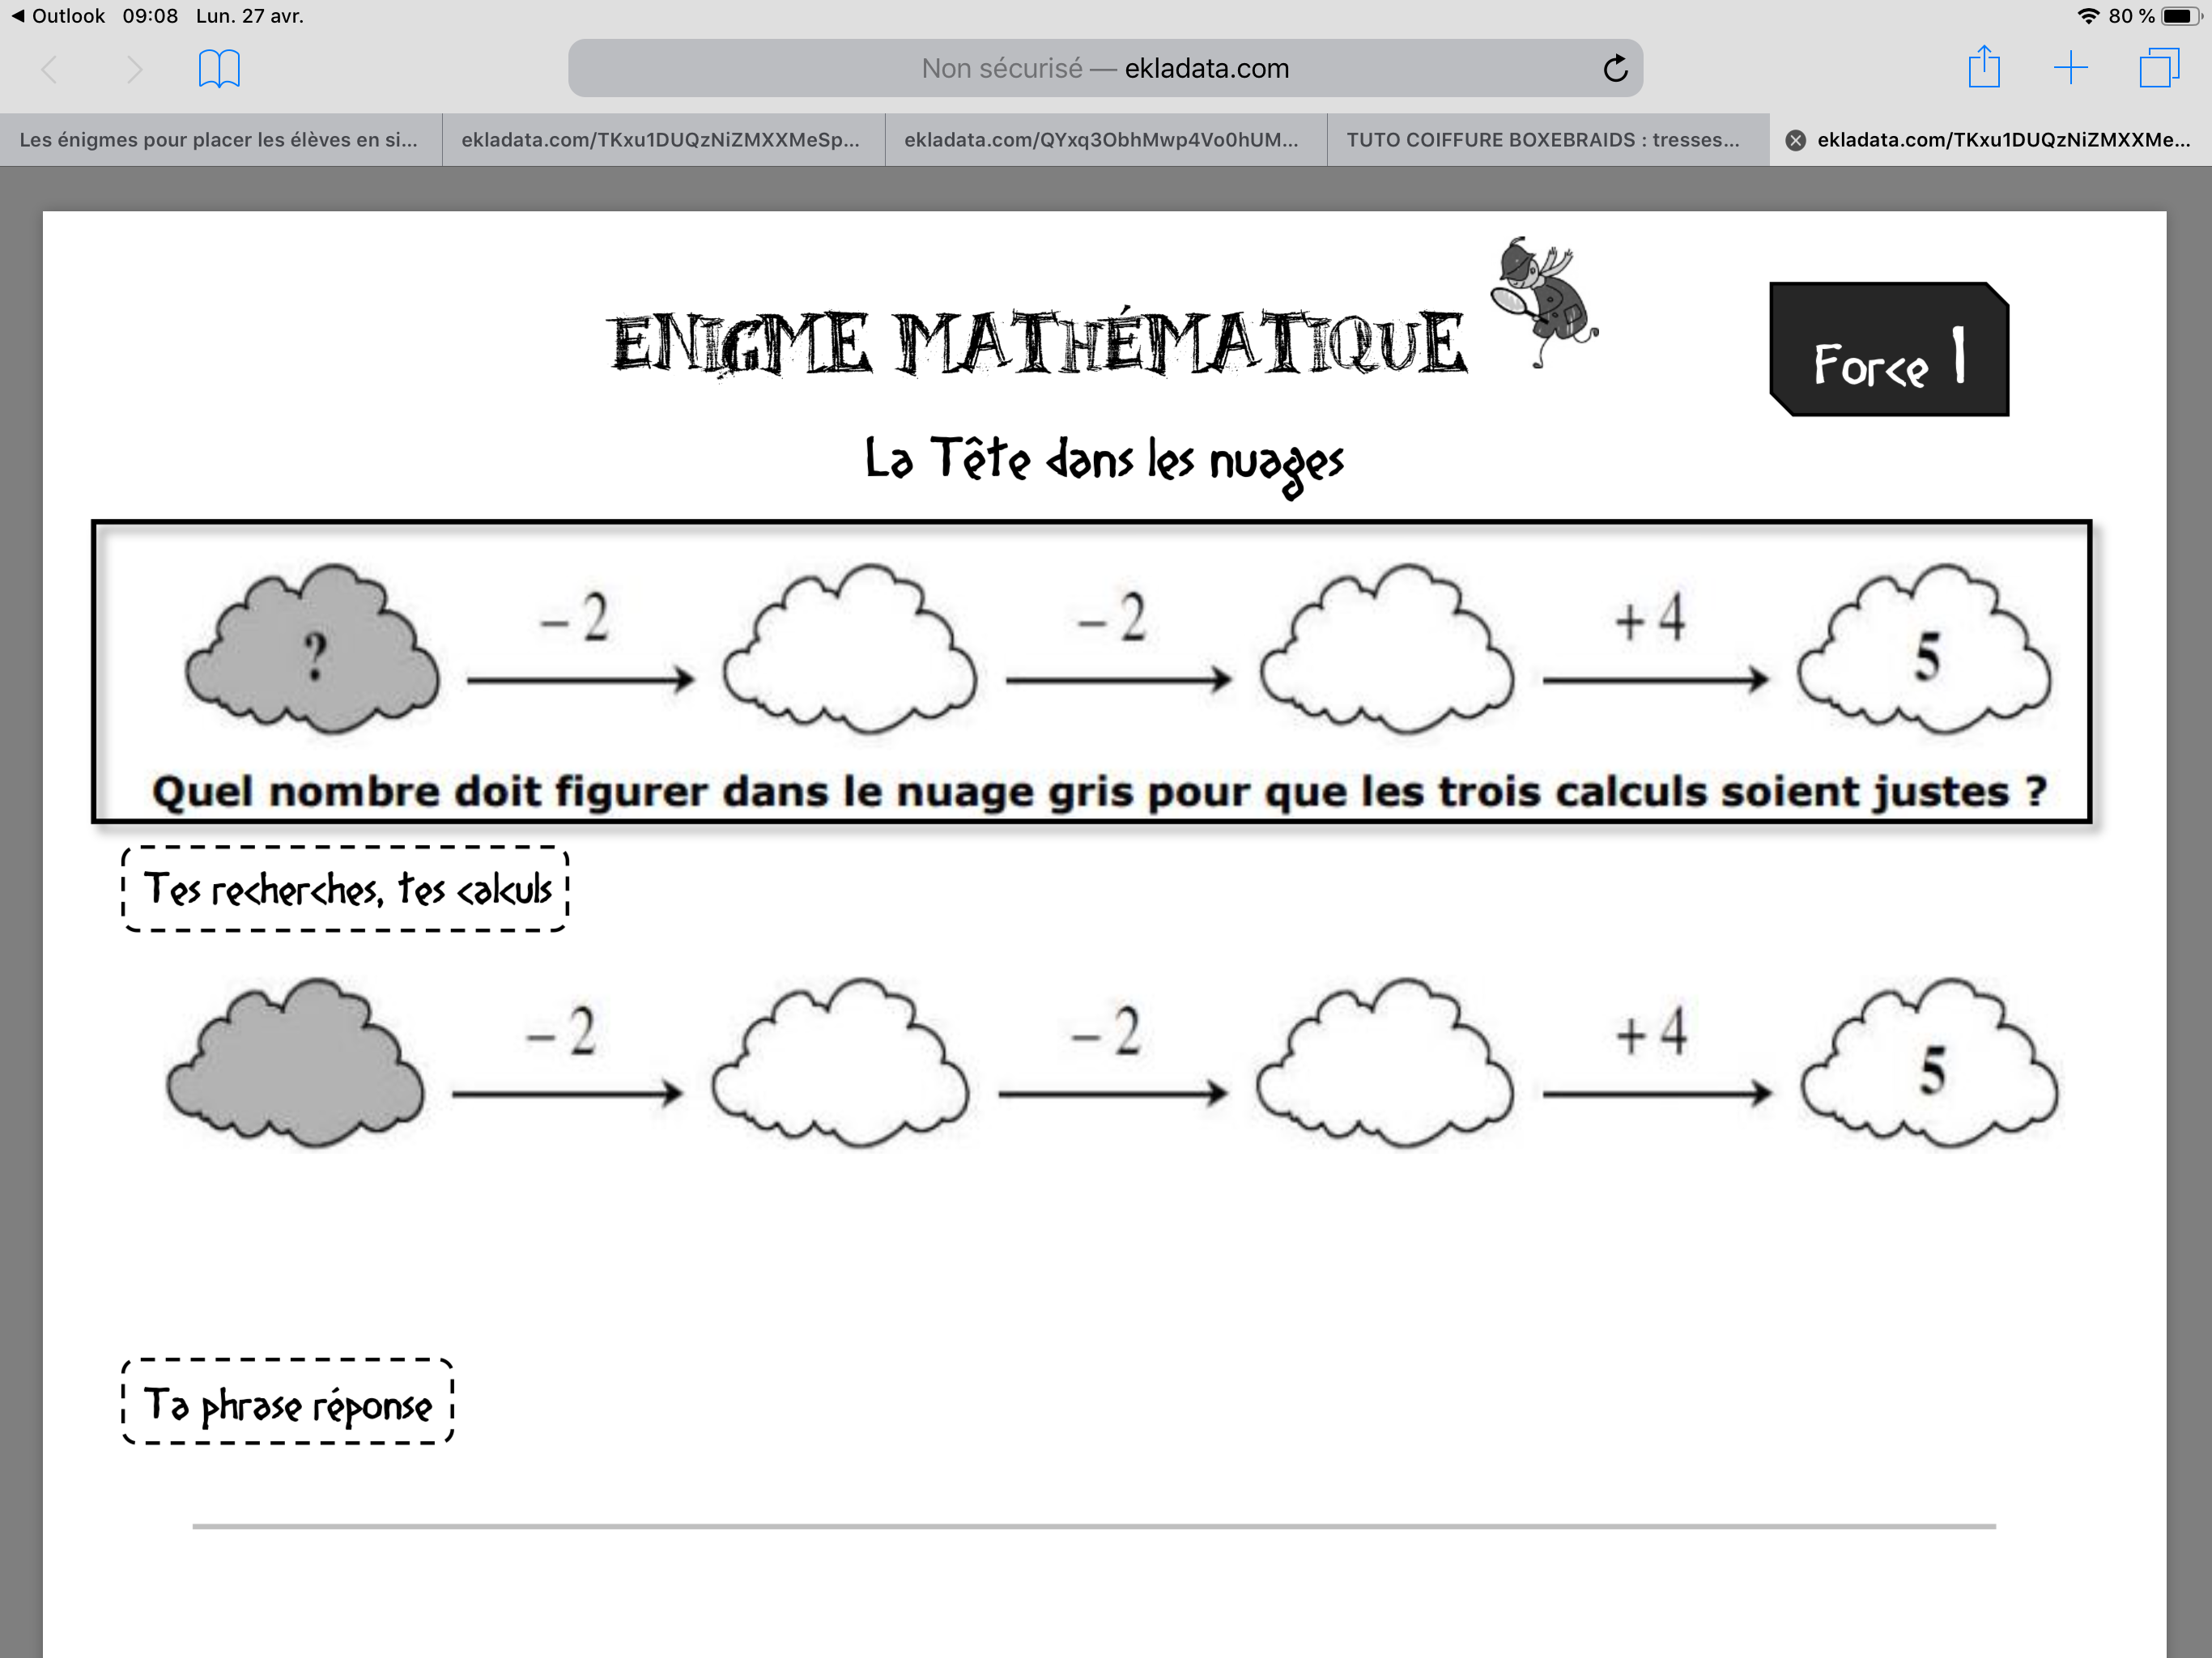 Outlook 09:08 Lun. 27 avr. 80 %
Non sécurisé — ekladata.com
Les énigmes pour placer les élèves en si... ekladata.com/TKxu1DUQzNiZMXXMeSp... ekladata.com/QYxq3ObhMwp4Vo0hUM... TUTO COIFFURE BOXEBRAIDS : tresses... ekladata.com/TKxu1DUQzNiZMXXMe...
ENIGME MATHÉMATIQUE
Force 1
La Tête dans les nuages
? – 2 – 2 + 4 5
Quel nombre doit figurer dans le nuage gris pour que les trois calculs soient justes ?
Tes recherches, tes calculs
– 2 – 2 + 4 5
Ta phrase réponse